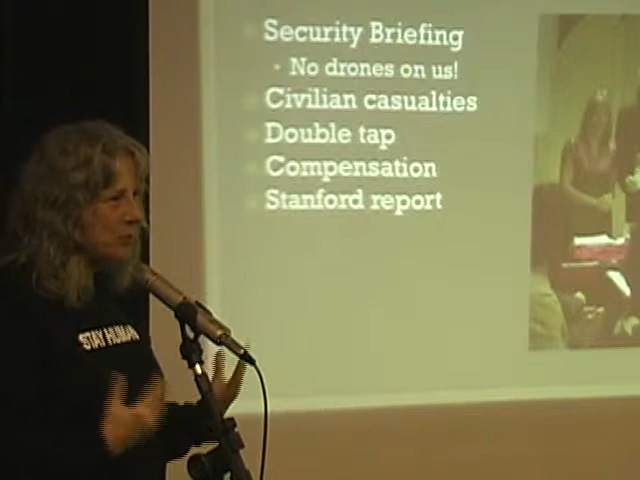 Security Briefing
- No drones on us!
Civilian casualties
Double tap
Compensation
Stanford report
STAY HUMAN